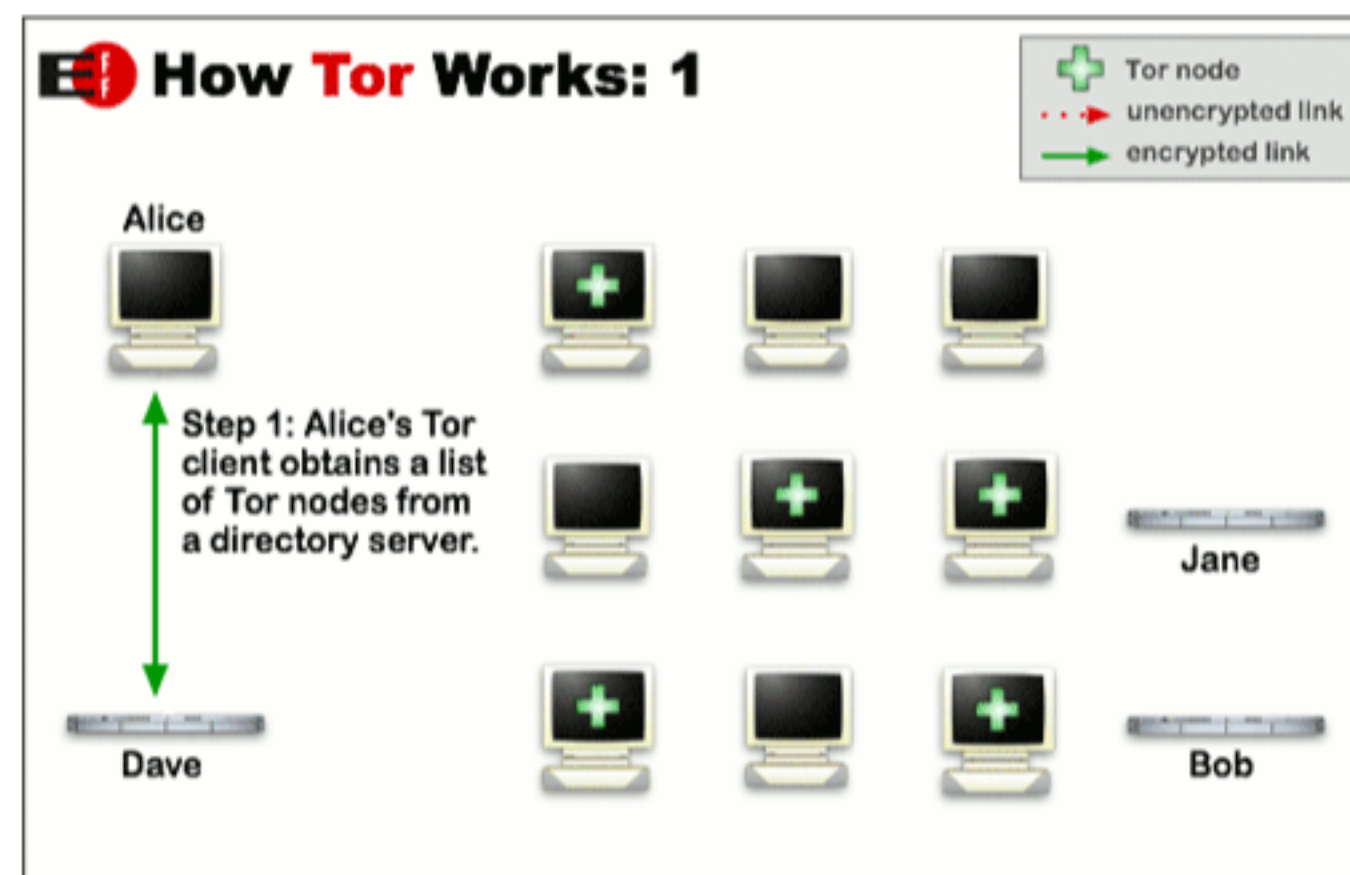 EFF How Tor Works: 1
Tor node
unencrypted link
encrypted link
Alice
Step 1: Alice's Tor
client obtains a list
of Tor nodes from
a directory server.
Jane
Dave
Bob